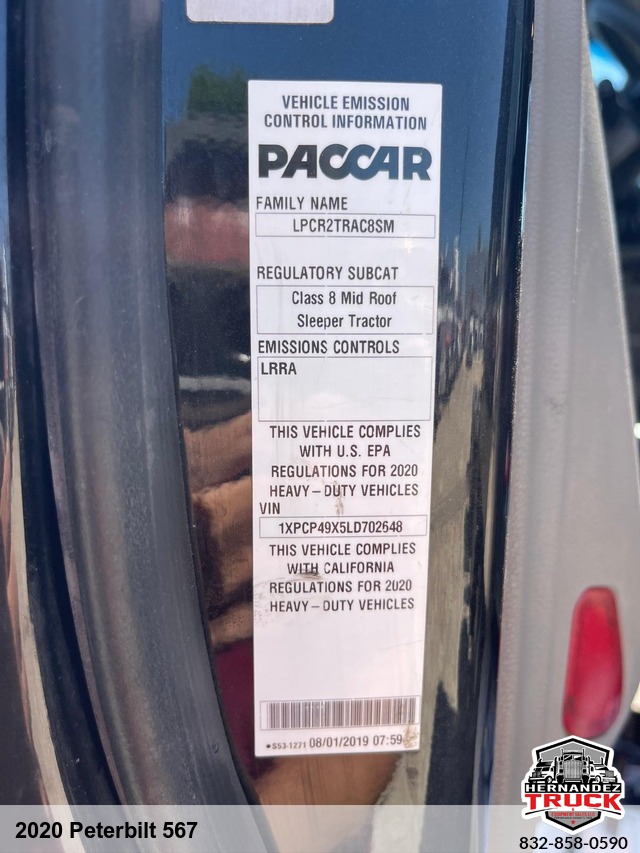 VEHICLE EMISSION
CONTROL INFORMATION
PACCAR
FAMILY NAME
LPCR2TRAC8SM
REGULATORY SUBCAT
Class 8 Mid Roof
Sleeper Tractor
EMISSIONS CONTROLS
LRRA
THIS VEHICLE COMPLIES
WITH U.S. EPA
REGULATIONS FOR 2020
HEAVY-DUTY VEHICLES
VIN
1XPCP49X5LD702648
THIS VEHICLE COMPLIES
WITH CALIFORNIA
REGULATIONS FOR 2020
HEAVY-DUTY VEHICLES
S53-1271 08/01/2019 07:59
HERNANDEZ
TRUCK
EQUIPMENT SALES LLC
2020 Peterbilt 567
832-858-0590